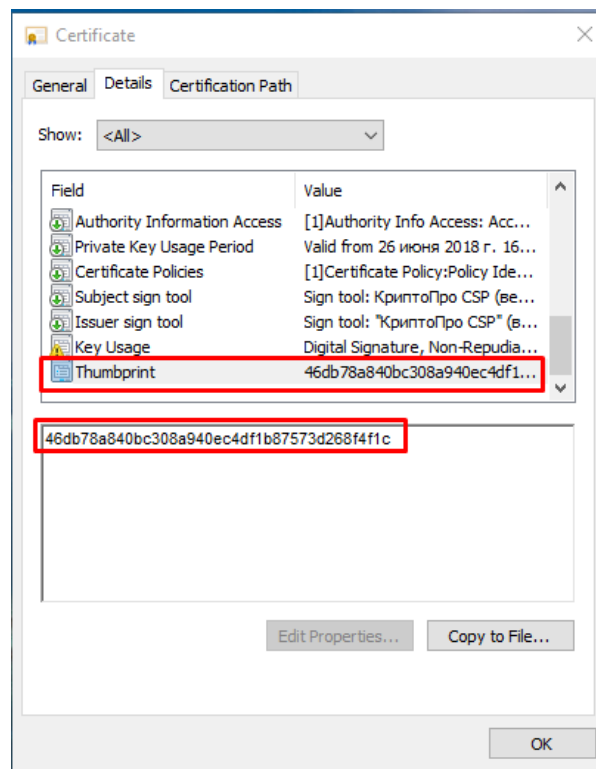 Certificate
General Details Certification Path
Show: <All>
Field Value
Authority Information Access [1]Authority Info Access: Acc...
Private Key Usage Period Valid from 26 июня 2018 г. 16...
Certificate Policies [1]Certificate Policy:Policy Ide...
Subject sign tool Sign tool: КриптоПро CSP (ве...
Issuer sign tool Sign tool: "КриптоПро CSP" (в...
Key Usage Digital Signature, Non-Repudia...
Thumbprint 46db78a840bc308a940ec4df1...
46db78a840bc308a940ec4df1b87573d268f4f1c
Edit Properties... Copy to File...
OK